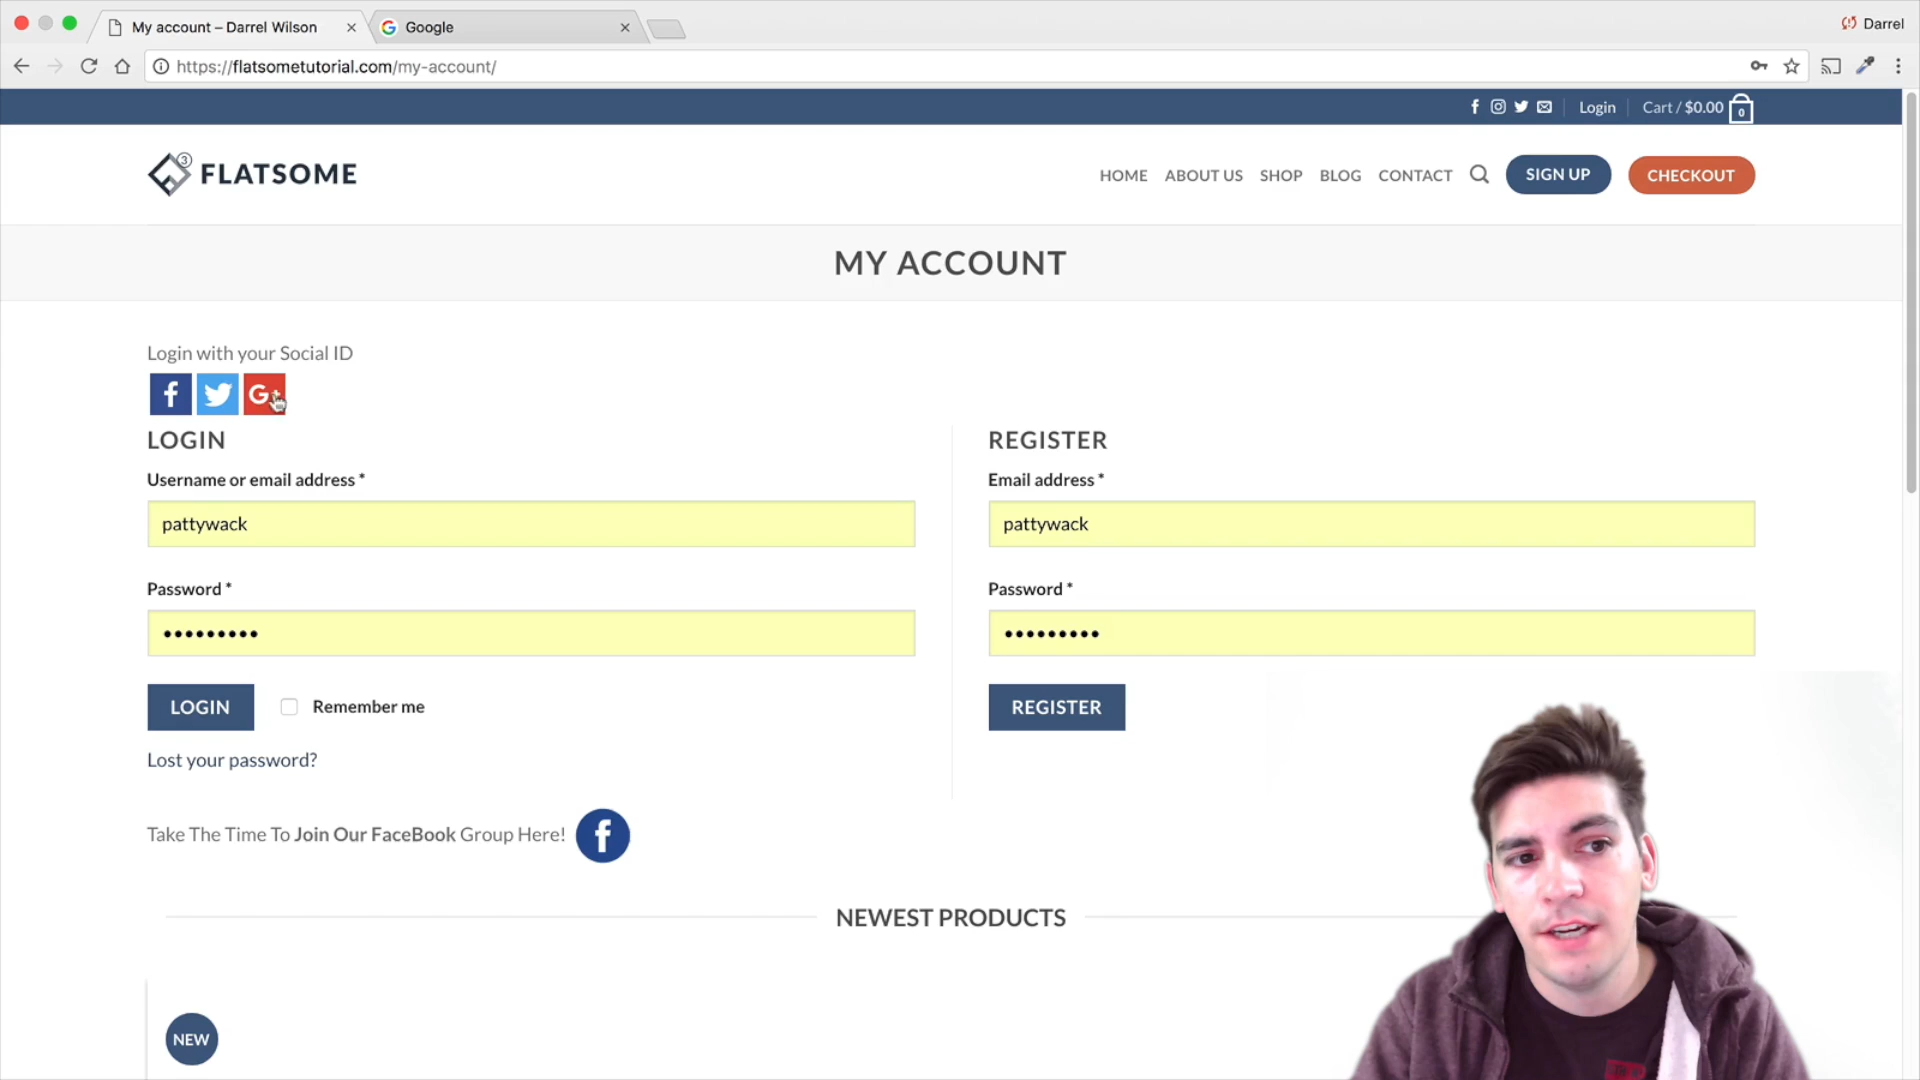 My account – Darrel Wilson
Google
Darrel
https://flatsometutorial.com/my-account/
Login
Cart / $0.00
0
3
FLATSOME
HOME
ABOUT US
SHOP
BLOG
CONTACT
SIGN UP
CHECKOUT
MY ACCOUNT
Login with your Social ID
f
G+
LOGIN
REGISTER
Username or email address *
Email address *
pattywack
pattywack
Password *
Password *
LOGIN
Remember me
REGISTER
Lost your password?
Take The Time To Join Our FaceBook Group Here!
f
NEWEST PRODUCTS
NEW